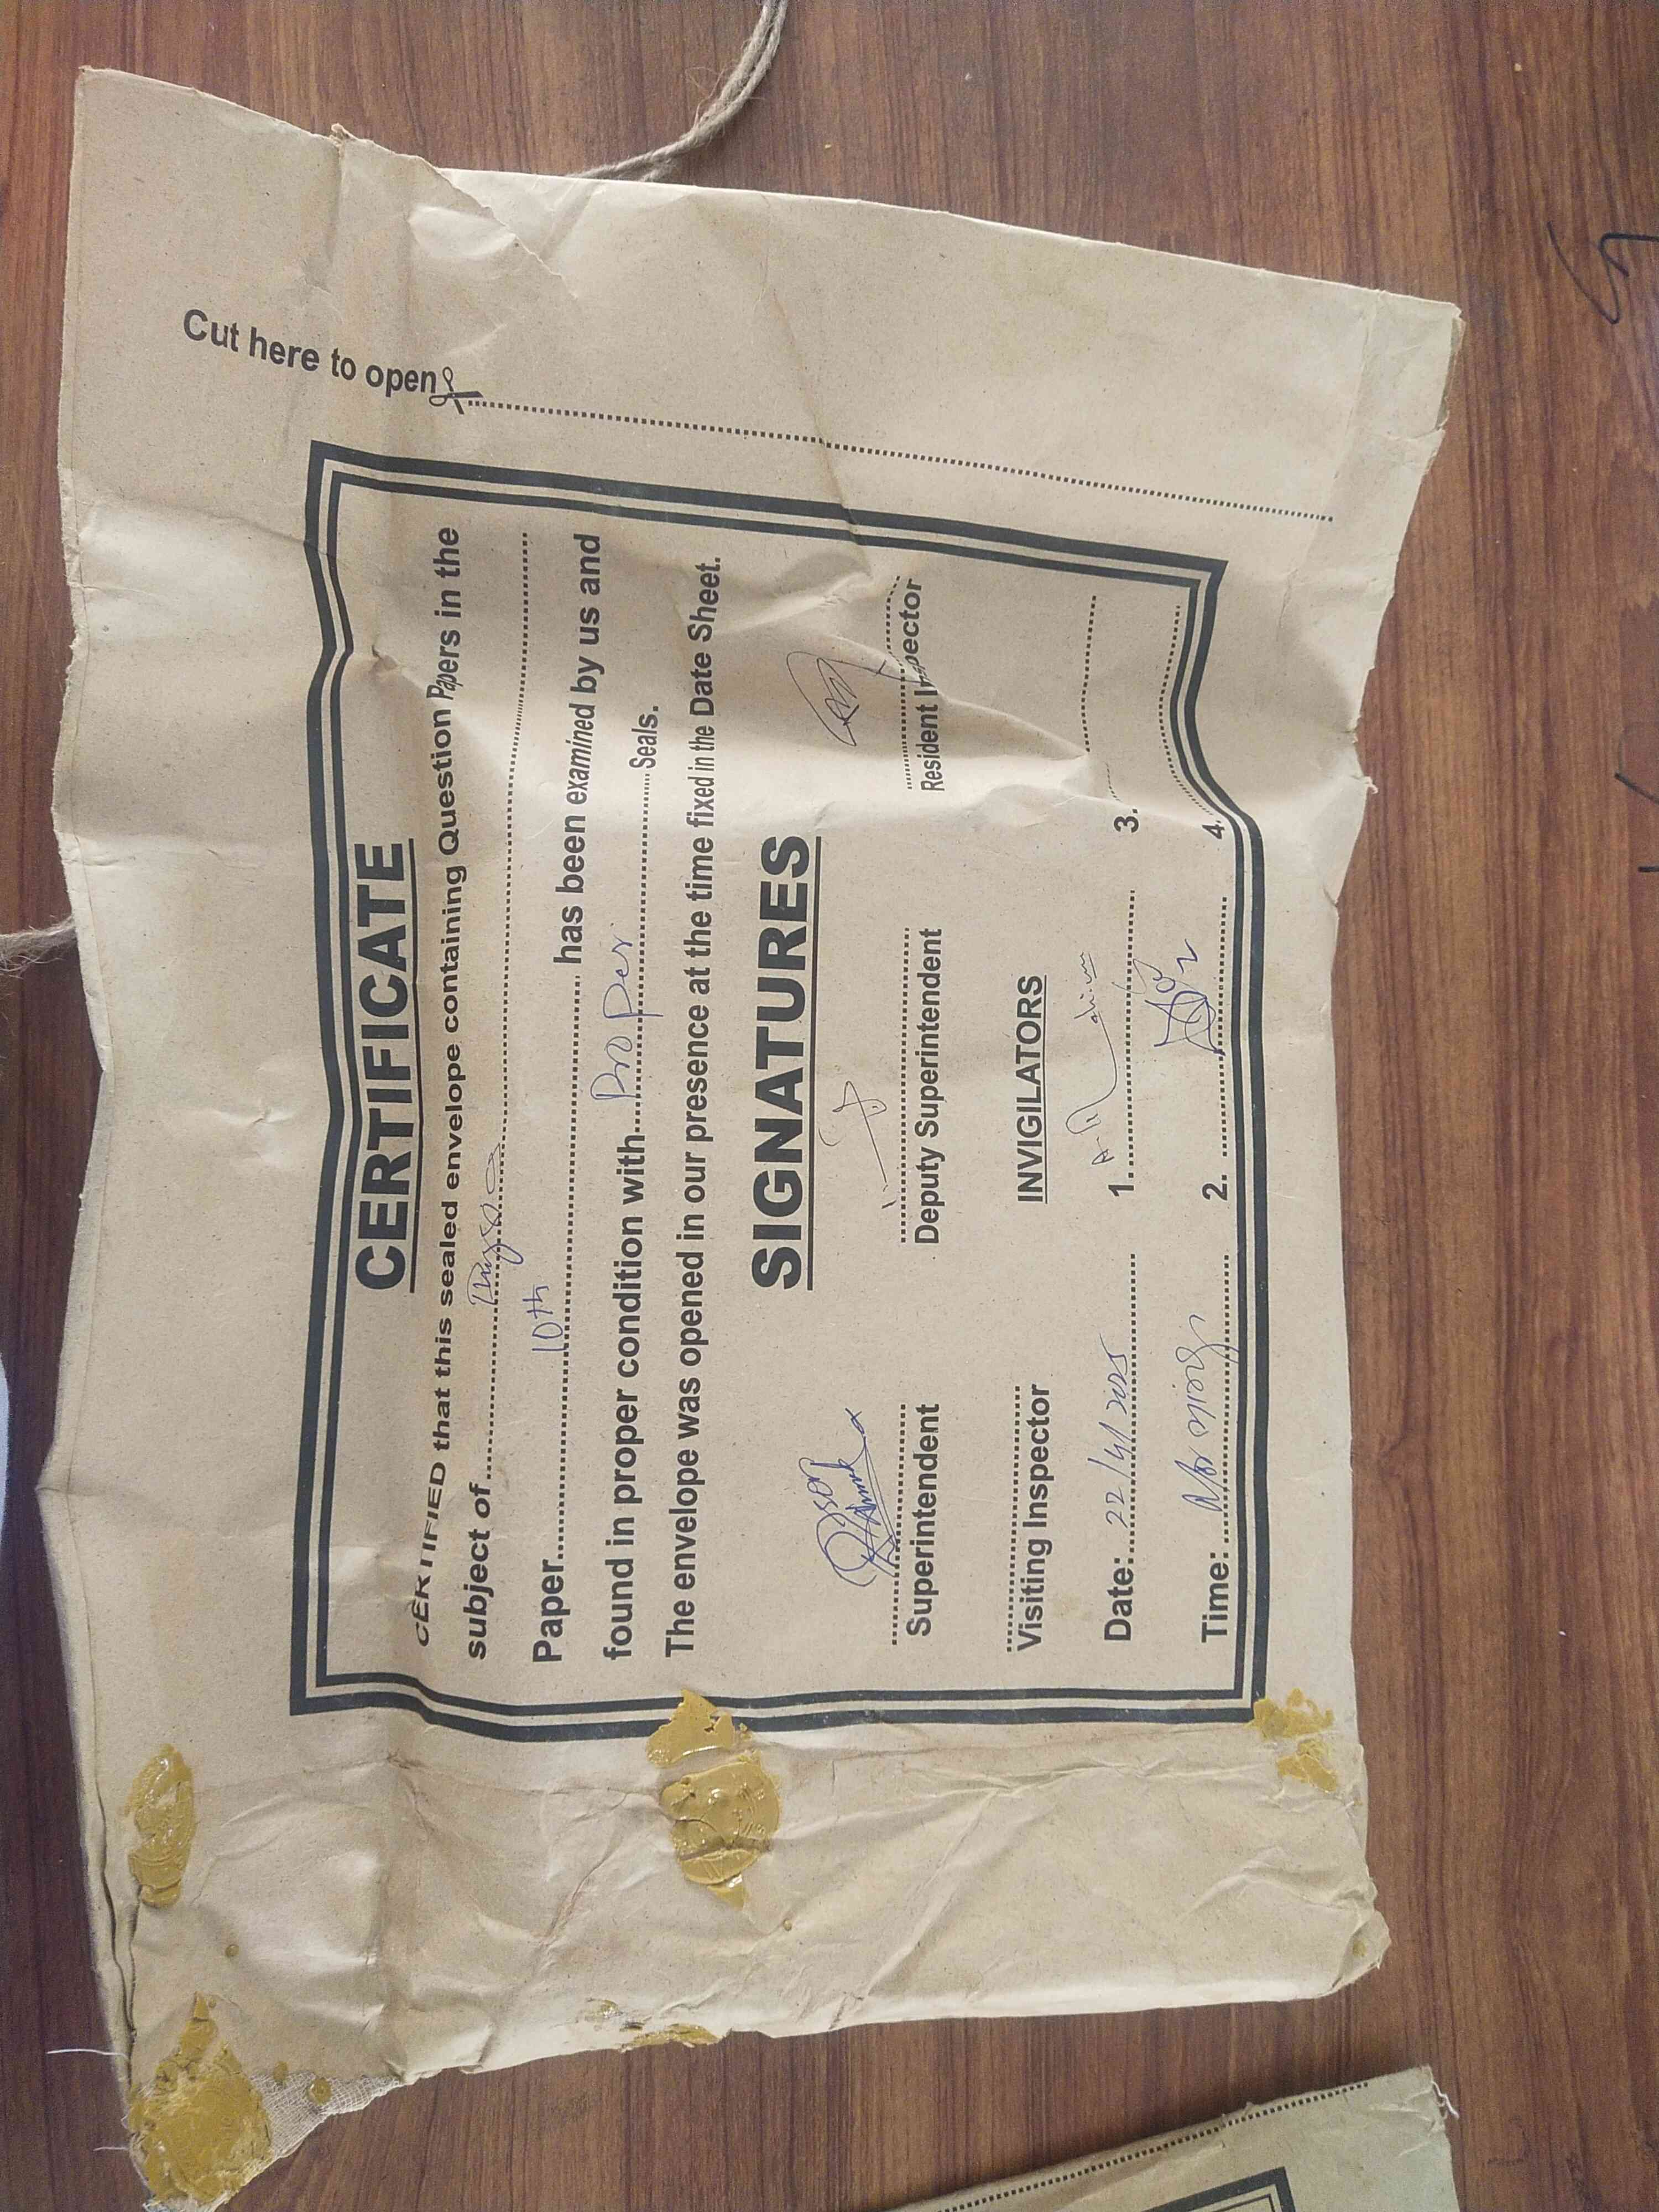 Cut here to open
CERTIFICATE
CERTIFIED that this sealed envelope containing Question Papers in the
subject of........................
Paper........10th........ has been examined by us and
found in proper condition with........Proper........Seals.
The envelope was opened in our presence at the time fixed in the Date Sheet.
SIGNATURES
Superintendent Deputy Superintendent Resident Inspector
Visiting Inspector INVIGILATORS
Date:...22/4/2025... 1............ 3............
Time:............ 2............ 4............